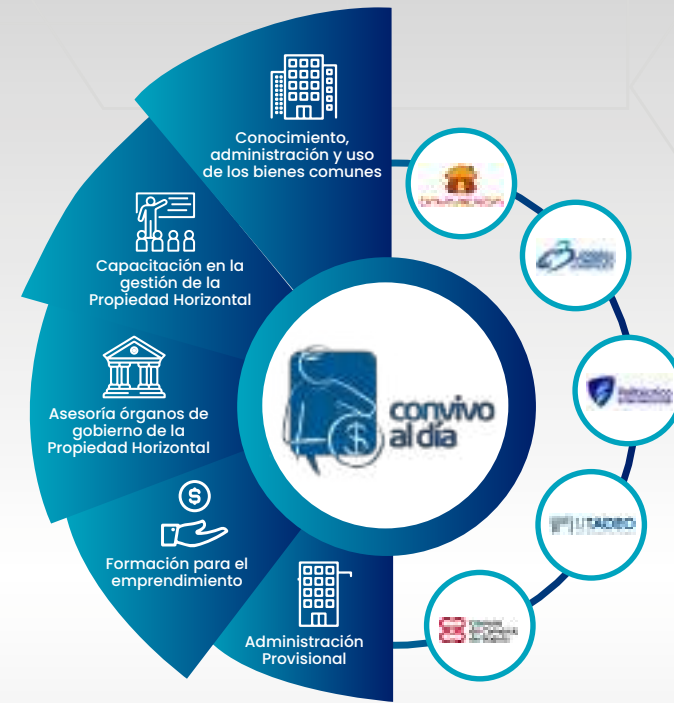 Conocimiento,
administración y uso
de los bienes comunes
Capacitación en la
gestión de la
Propiedad Horizontal
Asesoría órganos de
gobierno de la
Propiedad Horizontal
$
Formación para el
emprendimiento
Administración
Provisional
convivo
al día
$
Politécnico
UTADEO